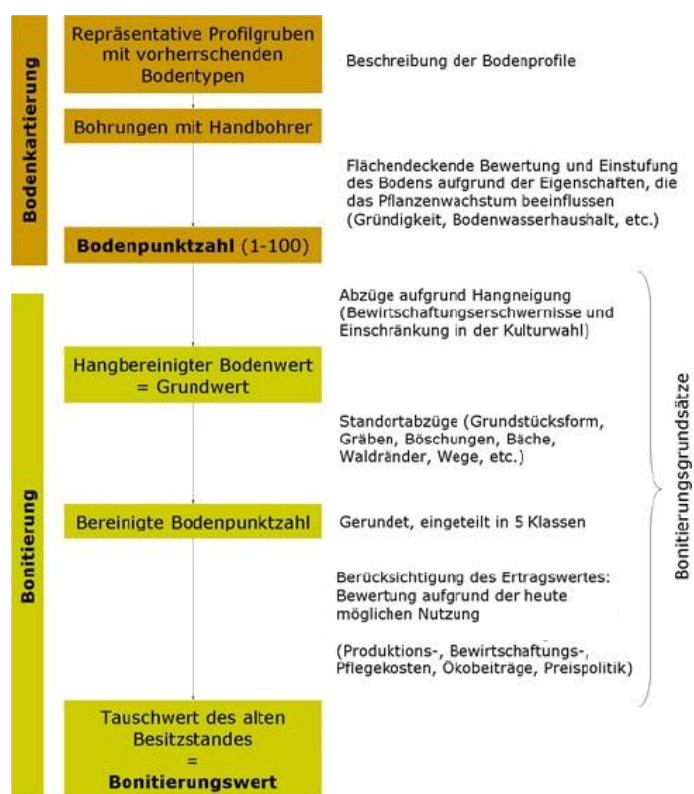 Bodenkartierung
Repräsentative Profilgruben
mit vorherrschenden
Bodentypen
Beschreibung der Bodenprofile
Bohrungen mit Handbohrer
Flächendeckende Bewertung und Einstufung
des Bodens aufgrund der Eigenschaften, die
das Pflanzenwachstum beeinflussen
(Gründigkeit, Bodenwasserhaushalt, etc.)
Bodenpunktzahl (1-100)
Bonitierung
Abzüge aufgrund Hangneigung
(Bewirtschaftungserschwernisse und
Einschränkung in der Kulturwahl)
Hangbereinigter Bodenwert
= Grundwert
Standortabzüge (Grundstücksform,
Gräben, Böschungen, Bäche,
Waldränder, Wege, etc.)
Bereinigte Bodenpunktzahl
Gerundet, eingeteilt in 5 Klassen
Berücksichtigung des Ertragswertes:
Bewertung aufgrund der heute
möglichen Nutzung
(Produktions-, Bewirtschaftungs-,
Pflegekosten, Ökobeiträge, Preispolitik)
Tauschwert des alten
Besitzstandes
=
Bonitierungswert
Bonitierungsgrundsätze